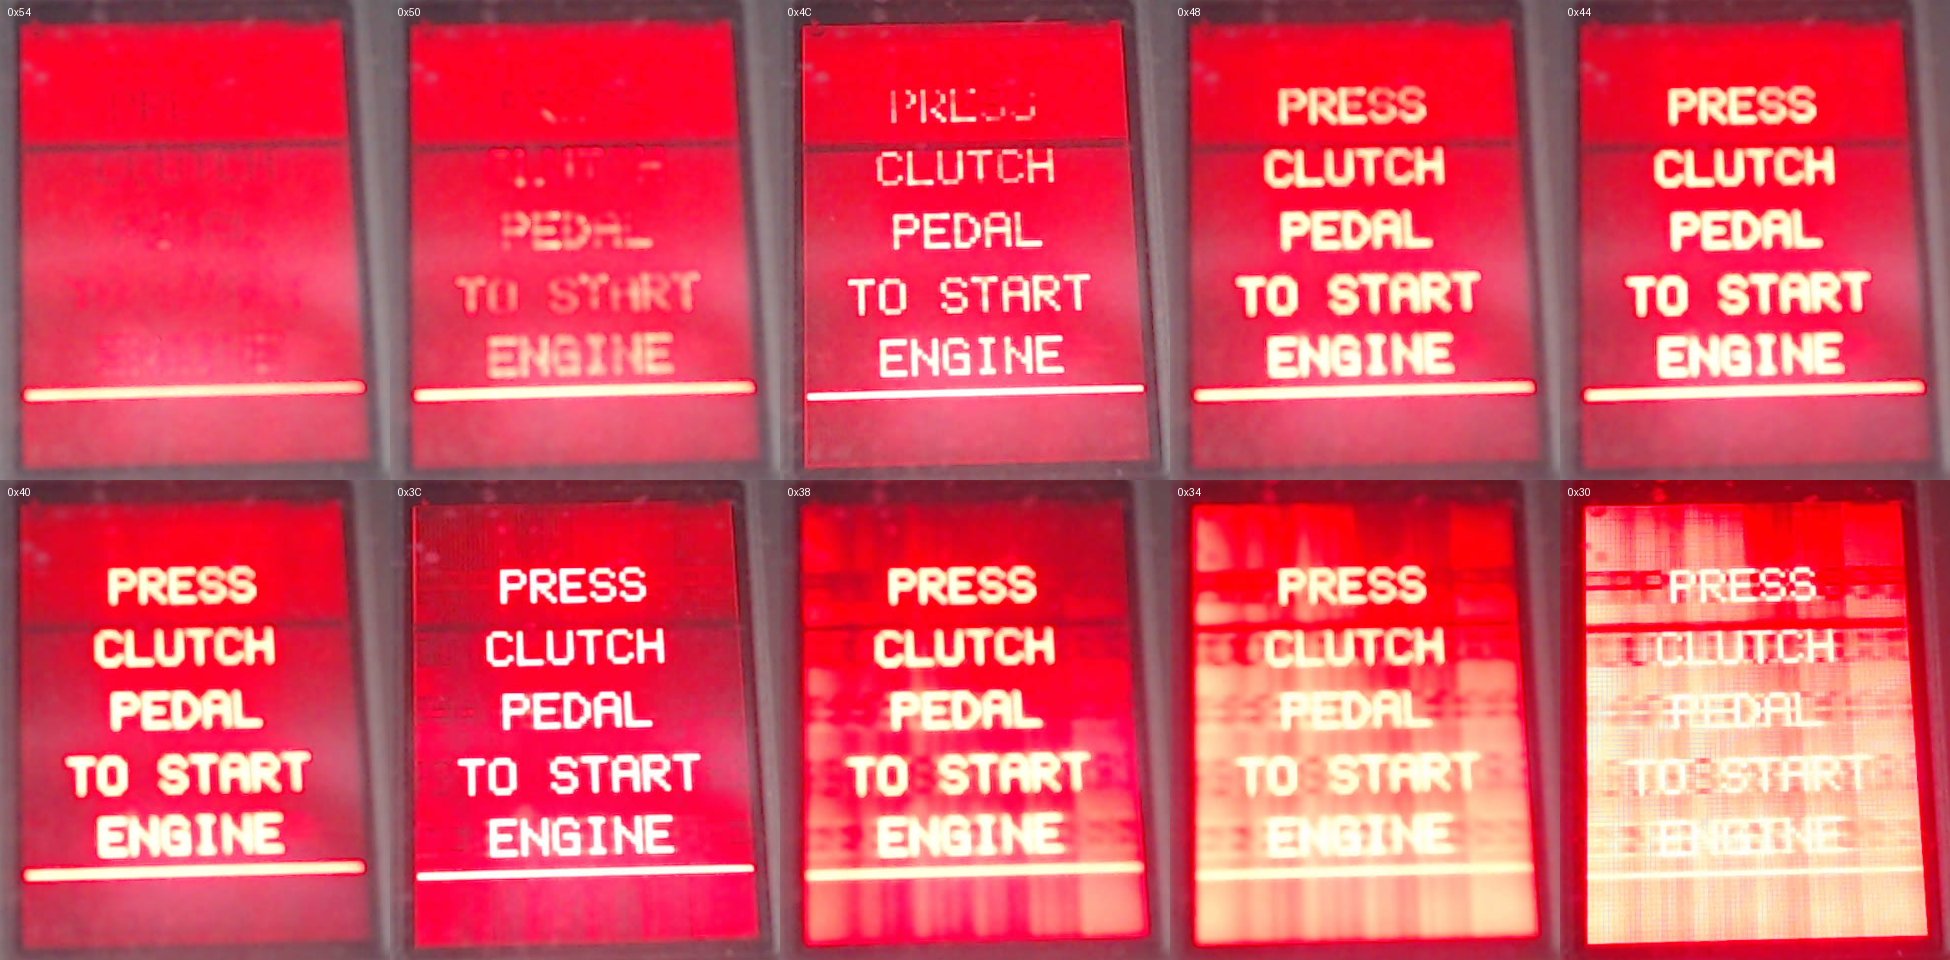 0x54
0x50
PEDAL
TO START
ENGINE
0x4C
PRESS
CLUTCH
PEDAL
TO START
ENGINE
0x48
PRESS
CLUTCH
PEDAL
TO START
ENGINE
0x44
PRESS
CLUTCH
PEDAL
TO START
ENGINE
0x40
PRESS
CLUTCH
PEDAL
TO START
ENGINE
0x3C
PRESS
CLUTCH
PEDAL
TO START
ENGINE
0x38
PRESS
CLUTCH
PEDAL
TO START
ENGINE
0x34
PRESS
CLUTCH
PEDAL
TO START
ENGINE
0x30
PRESS
CLUTCH
PEDAL
TO START
ENGINE